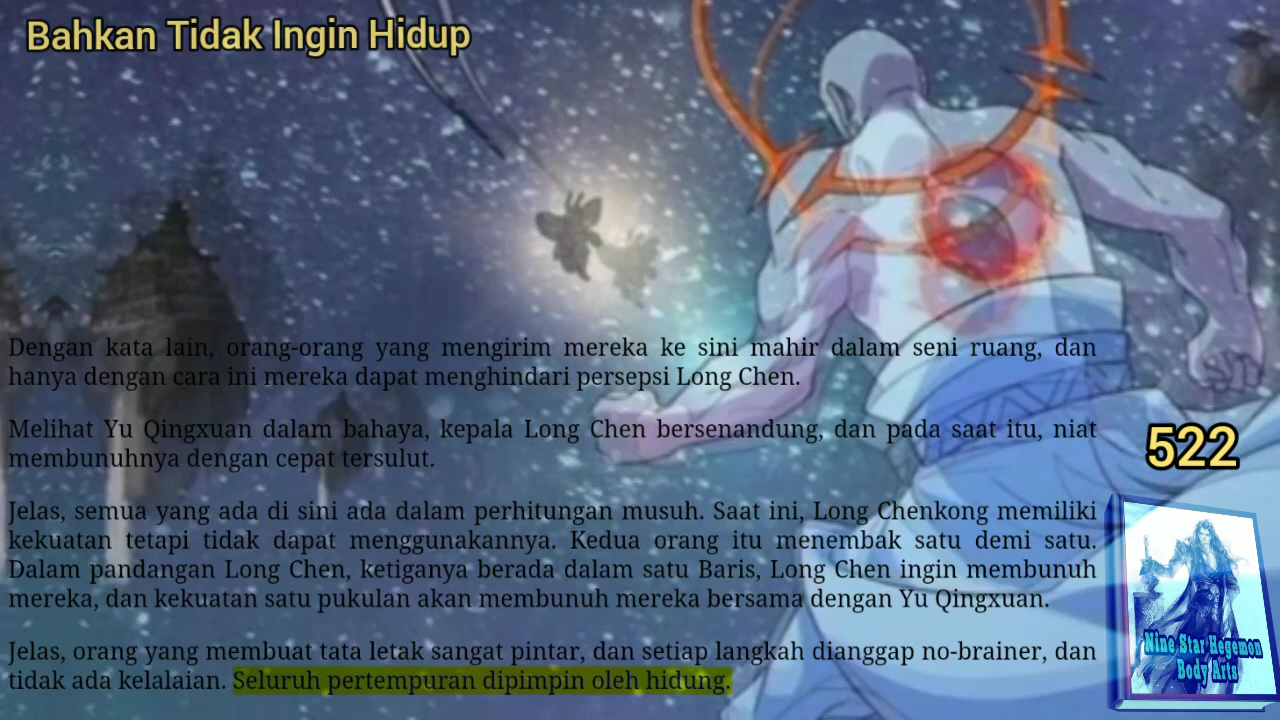 Bahkan Tidak Ingin Hidup
Dengan kata lain, orang-orang yang mengirim mereka ke sini mahir dalam seni ruang, dan
hanya dengan cara ini mereka dapat menghindari persepsi Long Chen.
Melihat Yu Qingxuan dalam bahaya, kepala Long Chen bersenandung, dan pada saat itu, niat
membunuhnya dengan cepat tersulut.
Jelas, semua yang ada di sini ada dalam perhitungan musuh. Saat ini, Long Chenkong memiliki
kekuatan tetapi tidak dapat menggunakannya. Kedua orang itu menembak satu demi satu.
Dalam pandangan Long Chen, ketiganya berada dalam satu Baris, Long Chen ingin membunuh
mereka, dan kekuatan satu pukulan akan membunuh mereka bersama dengan Yu Qingxuan.
Jelas, orang yang membuat tata letak sangat pintar, dan setiap langkah dianggap no-brainer, dan
tidak ada kelalaian. Seluruh pertempuran dipimpin oleh hidung.
522
Nine Star Hegemon
Body Arts